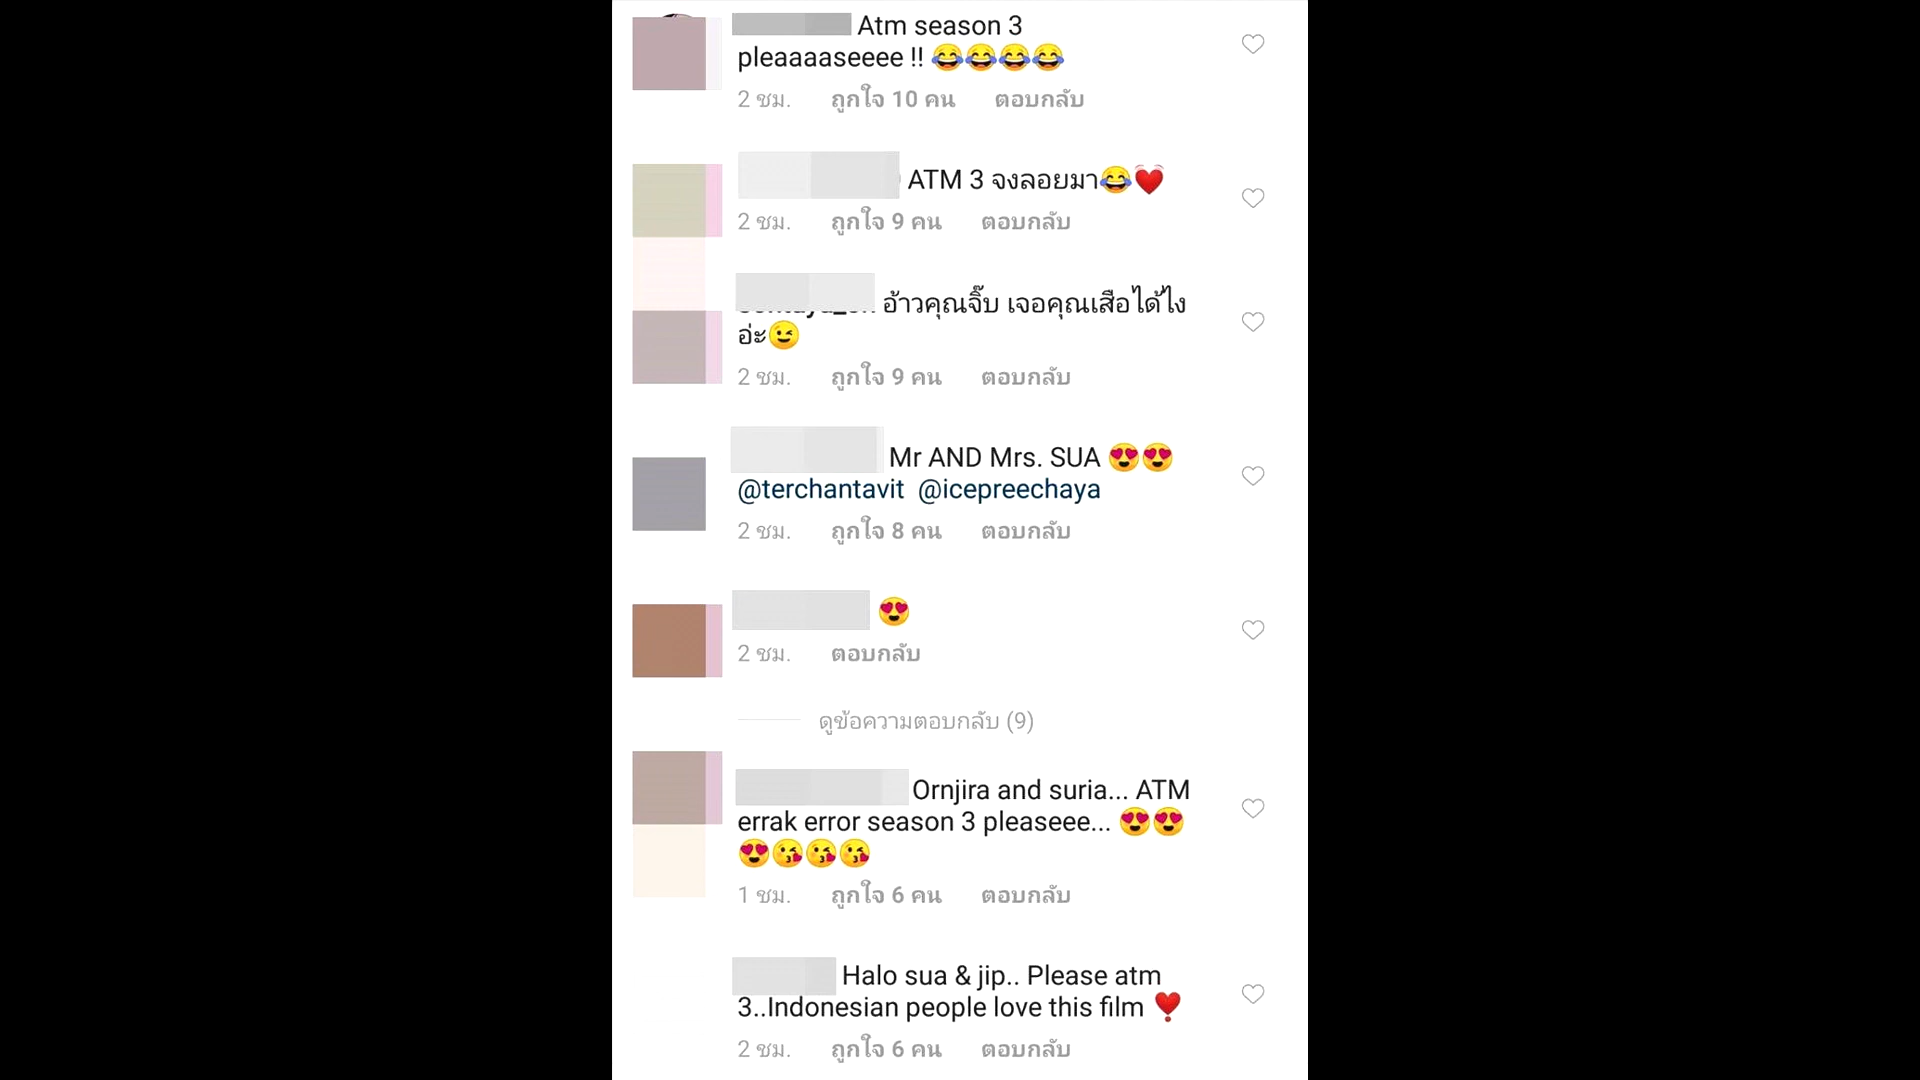 Atm season 3
pleaaaaseeee !! 😂😂😂😂
2 ชม. ถูกใจ 10 คน ตอบกลับ
ATM 3 จงลอยมา😂💓
2 ชม. ถูกใจ 9 คน ตอบกลับ
อ้าวคุณจิ๊บ เจอคุณเสือได้ไง
อ่ะ😉
2 ชม. ถูกใจ 9 คน ตอบกลับ
Mr AND Mrs. SUA 😍😍
@terchantavit @icepreechaya
2 ชม. ถูกใจ 8 คน ตอบกลับ
😍
2 ชม. ตอบกลับ
ดูข้อความตอบกลับ (9)
Ornjira and suria... ATM
errak error season 3 pleaseee... 😍😍
😍😘😘😘
1 ชม. ถูกใจ 6 คน ตอบกลับ
Halo sua & jip.. Please atm
3..Indonesian people love this film ❣️
2 ชม. ถูกใจ 6 คน ตอบกลับ